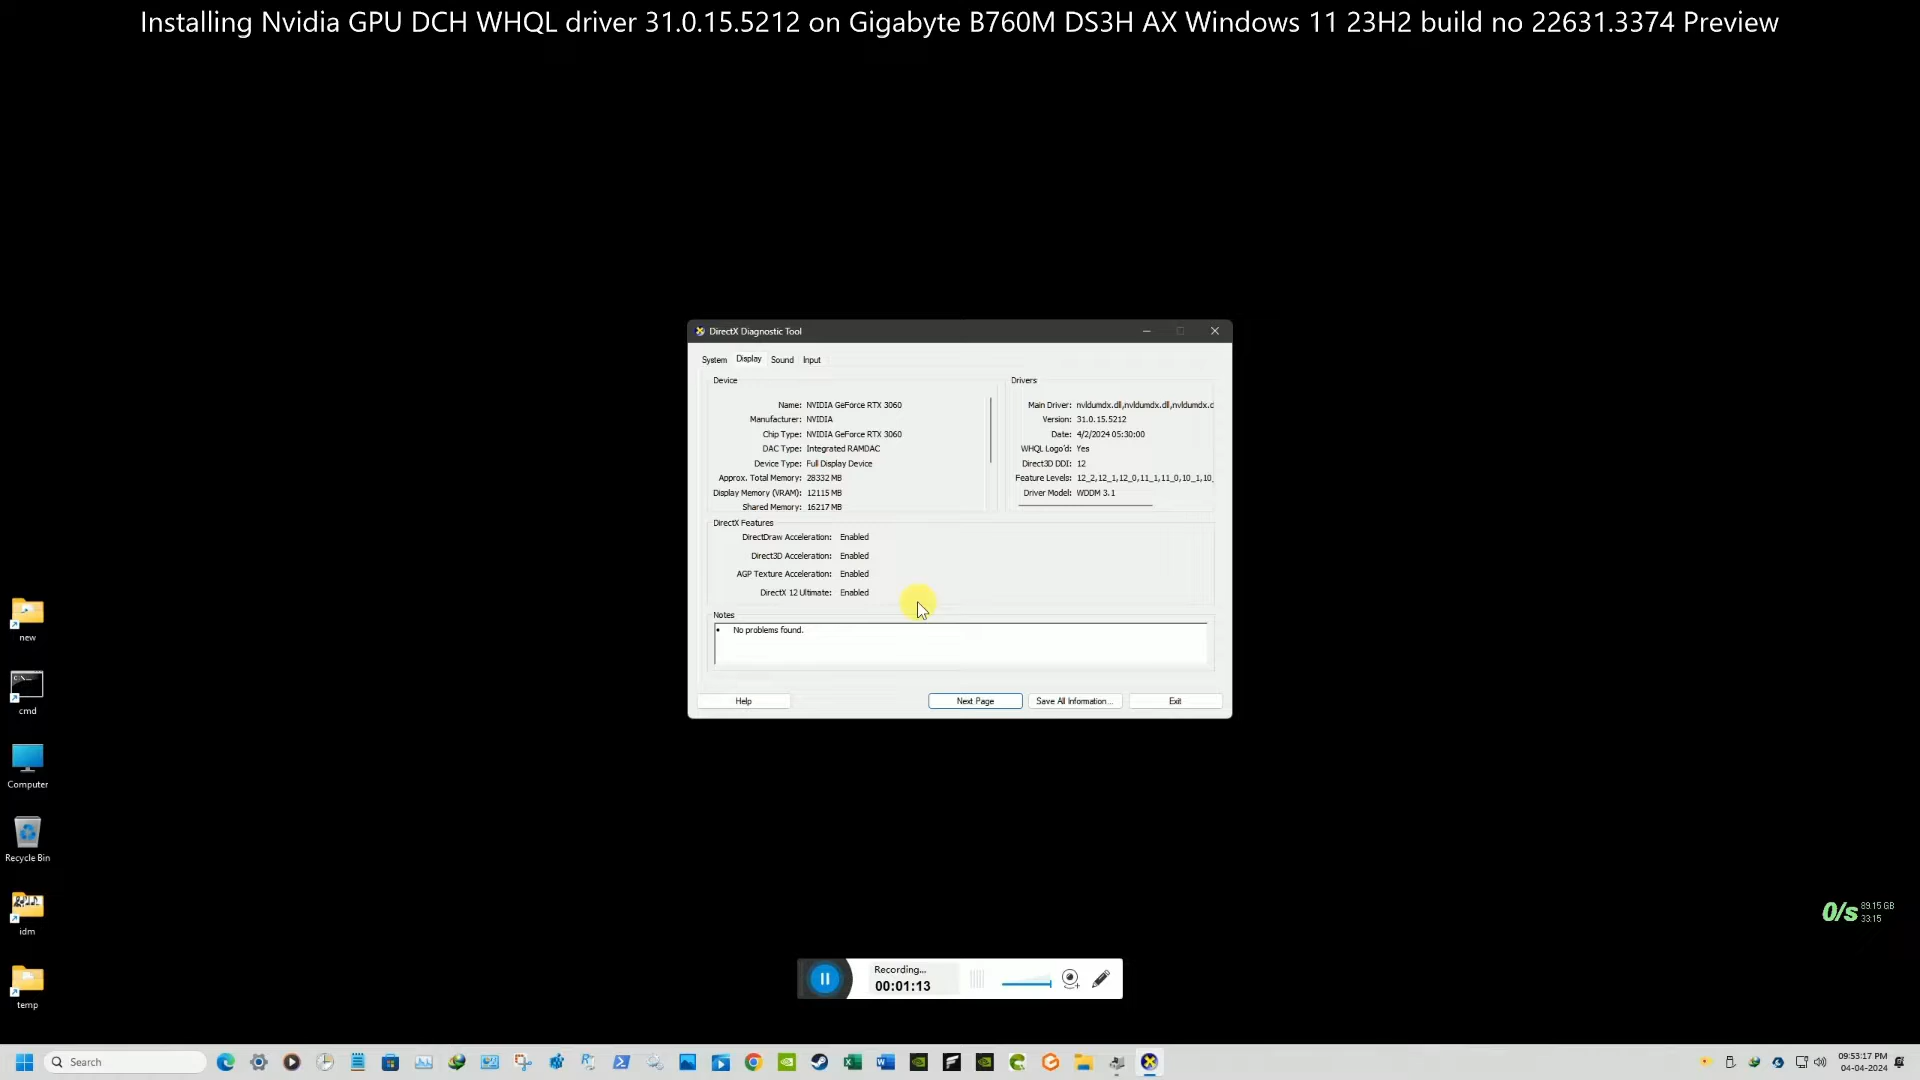 Installing Nvidia GPU DCH WHQL driver 31.0.15.5212 on Gigabyte B760M DS3H AX Windows 11 23H2 build no 22631.3374 Preview
DirectX Diagnostic Tool
System Display Sound Input
Device
Name: NVIDIA GeForce RTX 3060
Manufacturer: NVIDIA
Chip Type: NVIDIA GeForce RTX 3060
DAC Type: Integrated RAMDAC
Device Type: Full Display Device
Approx. Total Memory: 28332 MB
Display Memory (VRAM): 12115 MB
Shared Memory: 16217 MB
Drivers
Main Driver: nvldumdx.dll,nvldumdx.dll,nvldumdx.d
Version: 31.0.15.5212
Date: 4/2/2024 05:30:00
WHQL Logo'd: Yes
Direct3D DDI: 12
Feature Levels: 12_2,12_1,12_0,11_1,11_0,10_1,10_
Driver Model: WDDM 3.1
DirectX Features
DirectDraw Acceleration: Enabled
Direct3D Acceleration: Enabled
AGP Texture Acceleration: Enabled
DirectX 12 Ultimate: Enabled
Notes
No problems found.
Help
Next Page
Save All Information...
Exit
new
cmd
Computer
Recycle Bin
idm
temp
0/s 89.15 GB
33:15
Recording...
00:01:13
Search
09:53:17 PM
04-04-2024